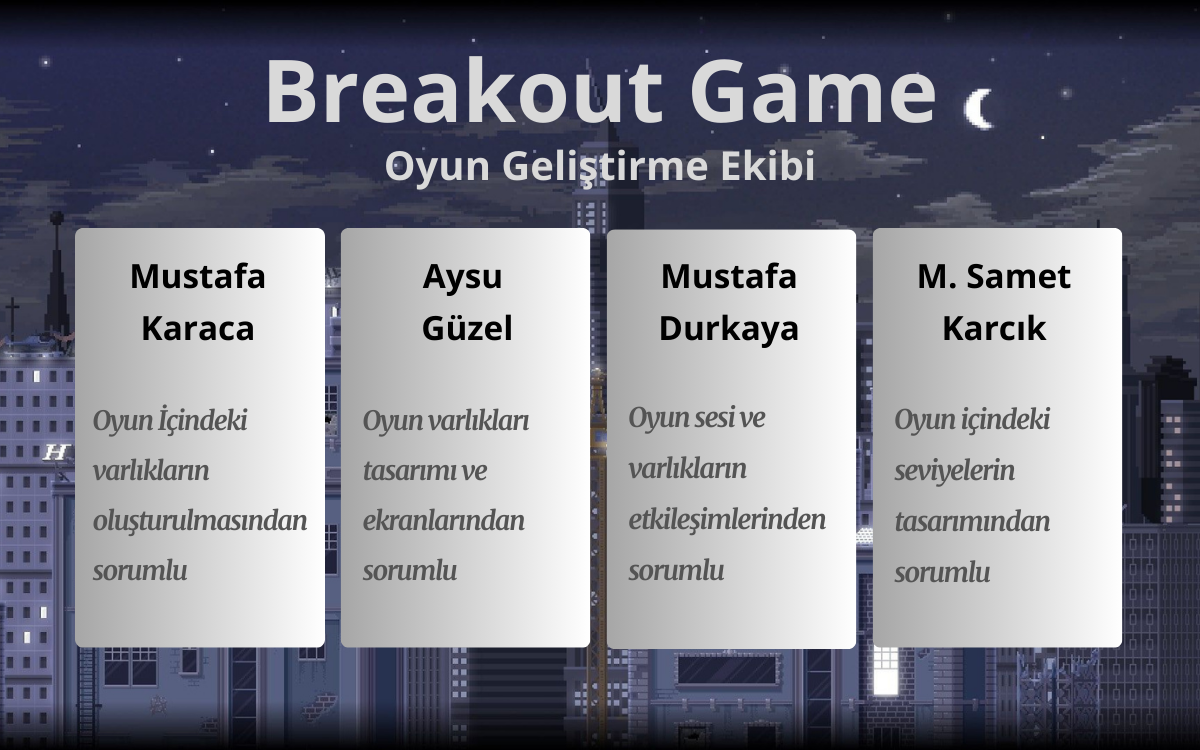 Breakout Game
Oyun Geliştirme Ekibi
Mustafa
Karaca
Oyun İçindeki
varlıkların
oluşturulmasından
sorumlu
Aysu
Güzel
Oyun varlıkları
tasarımı ve
ekranlarından
sorumlu
Mustafa
Durkaya
Oyun sesi ve
varlıkların
etkileşimlerinden
sorumlu
M. Samet
Karcık
Oyun içindeki
seviyelerin
tasarımından
sorumlu
H